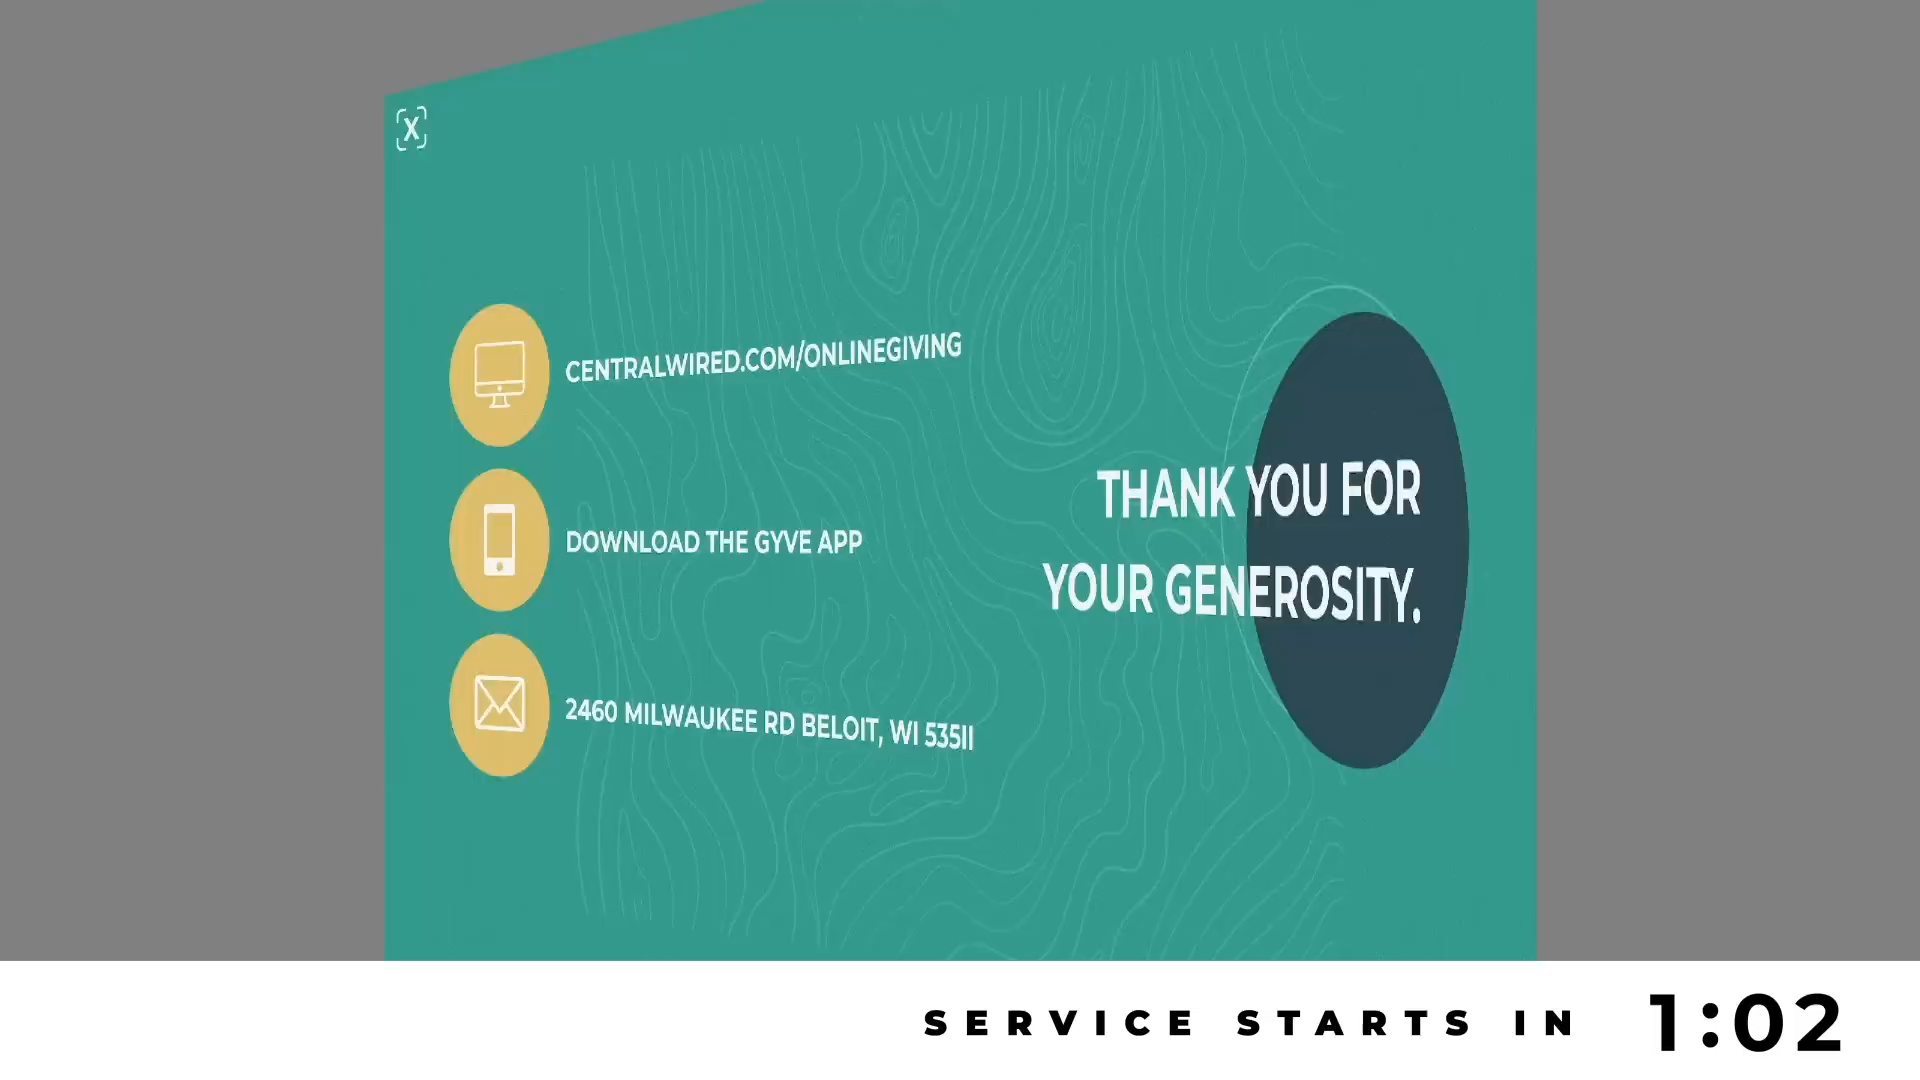 X
CENTRALWIRED.COM/ONLINEGIVING
DOWNLOAD THE GYVE APP
2460 MILWAUKEE RD BELOIT, WI 53511
THANK YOU FOR
YOUR GENEROSITY.
SERVICE STARTS IN 1:02